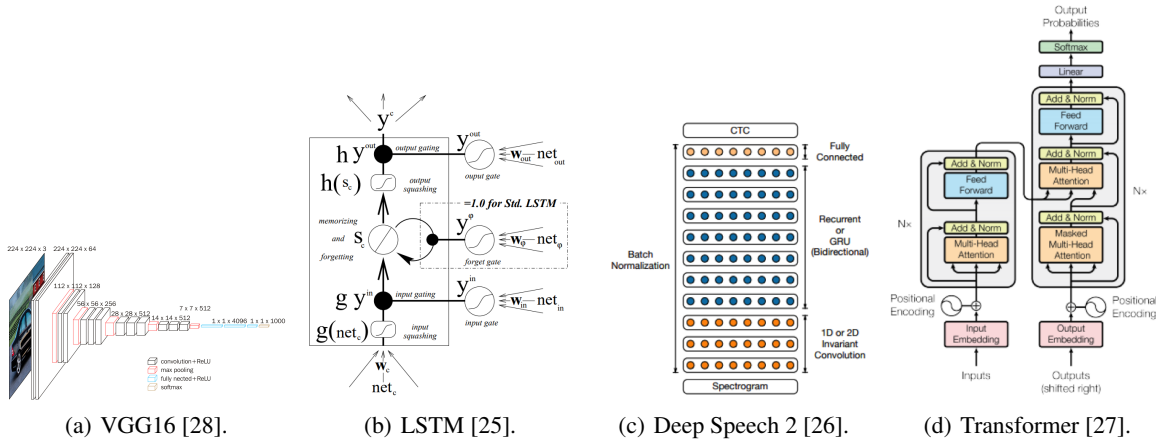 224 x 224 x 3
224 x 224 x 64
112 x 112 x 128
56 x 56 x 256
28 x 28 x 512
14 x 14 x 512
7 x 7 x 512
1 x 1 x 4096
1 x 1 x 1000
convolution+ReLU
max pooling
fully nected+ReLU
softmax
(a) VGG16 [28].
y^c
h y^out
output gating
y^out
ouput gate
w_out net_out
h(s_c)
output
squashing
=1.0 for Std. LSTM
memorizing
and
forgetting
s_c
y^φ
forget gate
w_φ net_φ
g y^in
input gating
y^in
input gate
w_in net_in
g(net_c)
input
squashing
w_c
net_c
(b) LSTM [25].
CTC
Fully
Connected
Batch
Normalization
Recurrent
or
GRU
(Bidirectional)
1D or 2D
Invariant
Convolution
Spectrogram
(c) Deep Speech 2 [26].
Output
Probabilities
Softmax
Linear
Add & Norm
Feed
Forward
Add & Norm
Multi-Head
Attention
Add & Norm
Masked
Multi-Head
Attention
N×
Add & Norm
Feed
Forward
Add & Norm
Multi-Head
Attention
N×
Positional
Encoding
Positional
Encoding
Input
Embedding
Output
Embedding
Inputs
Outputs
(shifted right)
(d) Transformer [27].